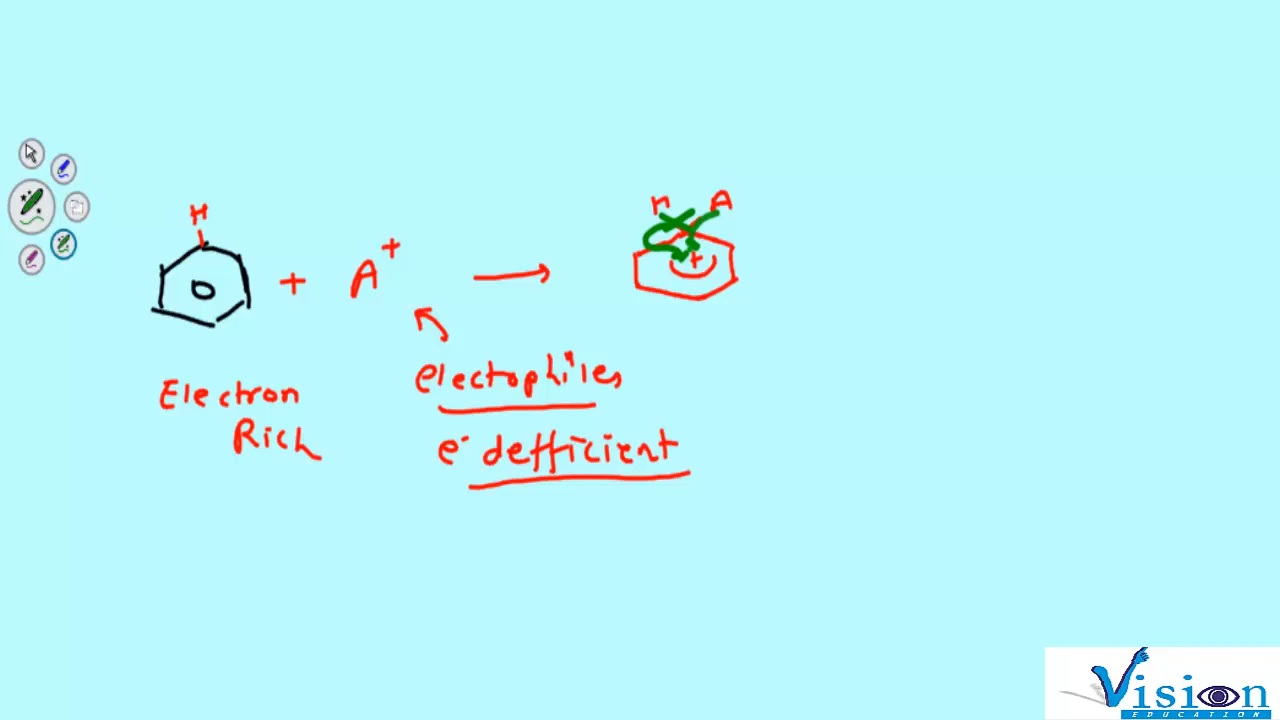 H
H A
+ A+ → +
Electron
Rich
electophiles
e- defficient
Vision
EDUCATION